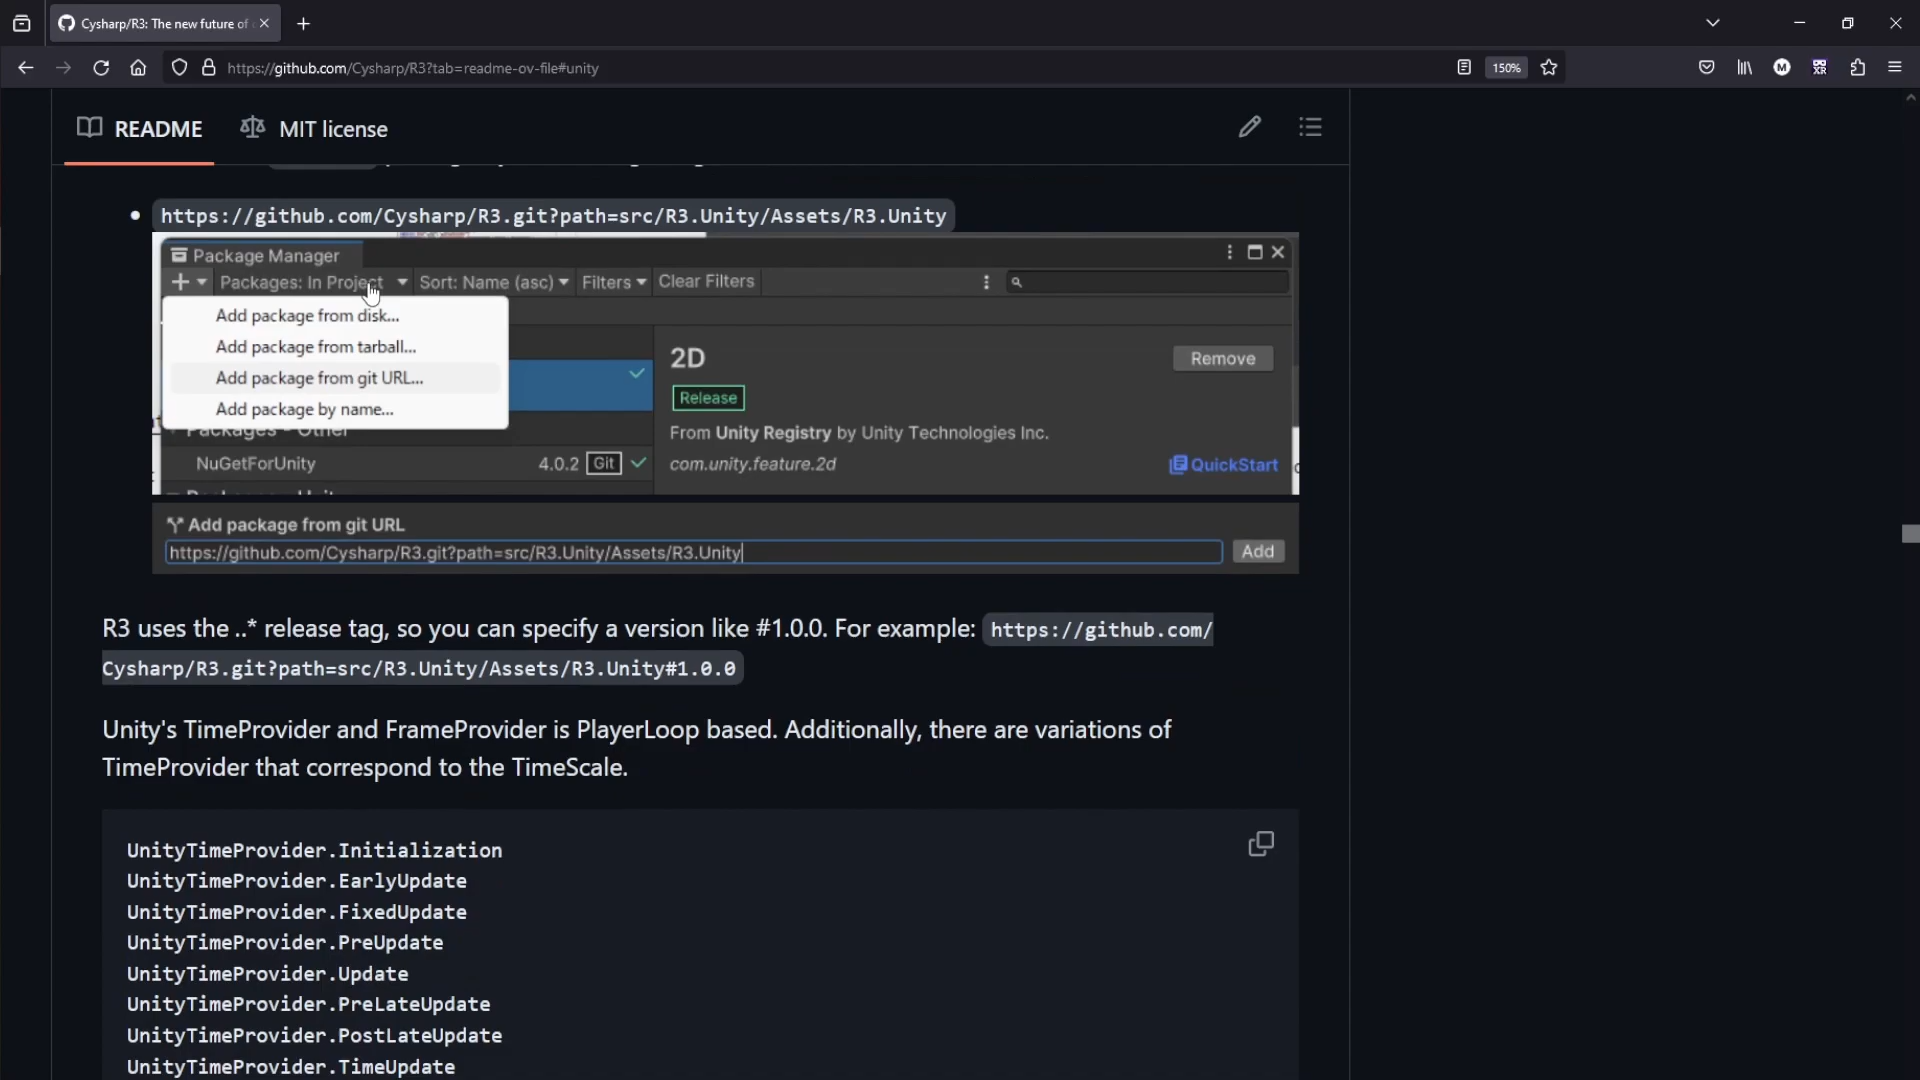 Cysharp/R3: The new future of
https://github.com/Cysharp/R3?tab=readme-ov-file#unity
150%
M
XR
README
MIT license
https://github.com/Cysharp/R3.git?path=src/R3.Unity/Assets/R3.Unity
Package Manager
Packages: In Project
Sort: Name (asc)
Filters
Clear Filters
Add package from disk...
Add package from tarball...
Add package from git URL...
Add package by name...
2D
Remove
Release
From Unity Registry by Unity Technologies Inc.
com.unity.feature.2d
QuickStart
Packages - Other
NuGetForUnity
4.0.2 Git
Add package from git URL
https://github.com/Cysharp/R3.git?path=src/R3.Unity/Assets/R3.Unity
Add
R3 uses the ..* release tag, so you can specify a version like #1.0.0. For example: https://github.com/
Cysharp/R3.git?path=src/R3.Unity/Assets/R3.Unity#1.0.0
Unity's TimeProvider and FrameProvider is PlayerLoop based. Additionally, there are variations of
TimeProvider that correspond to the TimeScale.
UnityTimeProvider.Initialization
UnityTimeProvider.EarlyUpdate
UnityTimeProvider.FixedUpdate
UnityTimeProvider.PreUpdate
UnityTimeProvider.Update
UnityTimeProvider.PreLateUpdate
UnityTimeProvider.PostLateUpdate
UnityTimeProvider.TimeUpdate